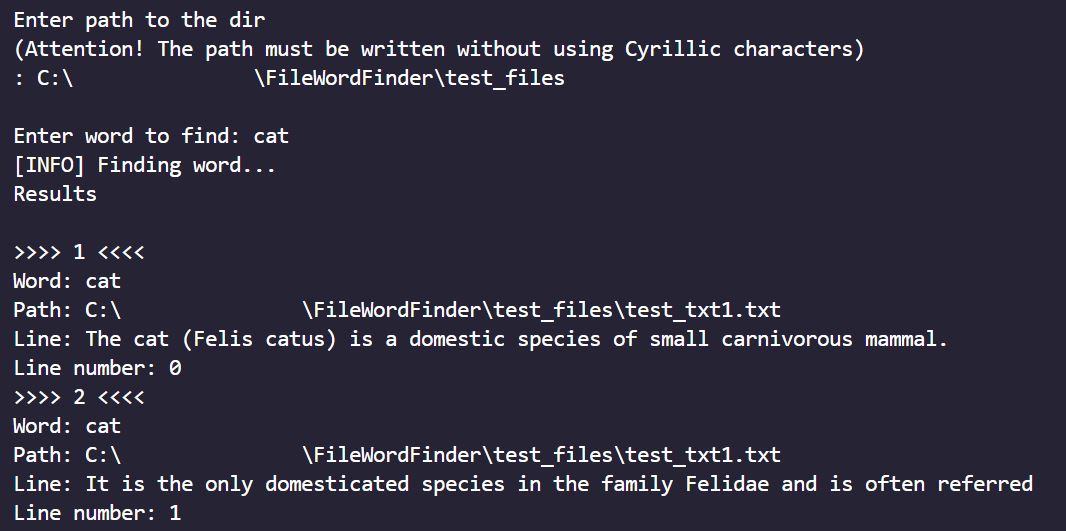 Enter path to the dir
(Attention! The path must be written without using Cyrillic characters)
: C:\               \FileWordFinder\test_files
Enter word to find: cat
[INFO] Finding word...
Results
>>>> 1 <<<<
Word: cat
Path: C:\               \FileWordFinder\test_files\test_txt1.txt
Line: The cat (Felis catus) is a domestic species of small carnivorous mammal.
Line number: 0
>>>> 2 <<<<
Word: cat
Path: C:\               \FileWordFinder\test_files\test_txt1.txt
Line: It is the only domesticated species in the family Felidae and is often referred
Line number: 1